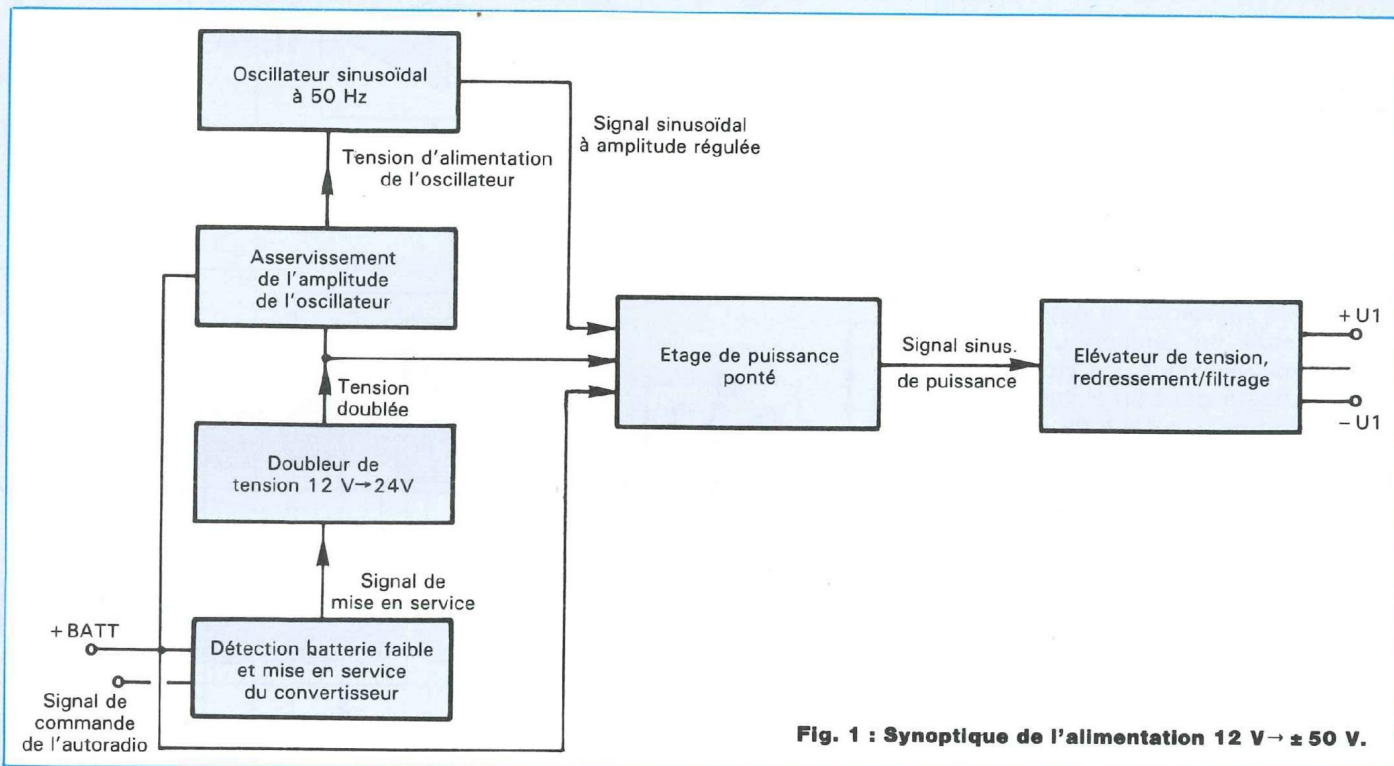 Oscillateur sinusoïdal
à 50 Hz
Signal sinusoïdal
à amplitude régulée
Tension d'alimentation
de l'oscillateur
Asservissement
de l'amplitude
de l'oscillateur
Etage de puissance
ponté
Signal sinus.
de puissance
Elévateur de tension,
redressement/filtrage
+ U1
– U1
Tension
doublée
Doubleur de
tension 12 V→24V
Signal de
mise en service
+ BATT
Détection batterie faible
et mise en service
du convertisseur
Signal de
commande
de l'autoradio
Fig. 1 : Synoptique de l'alimentation 12 V→ ± 50 V.